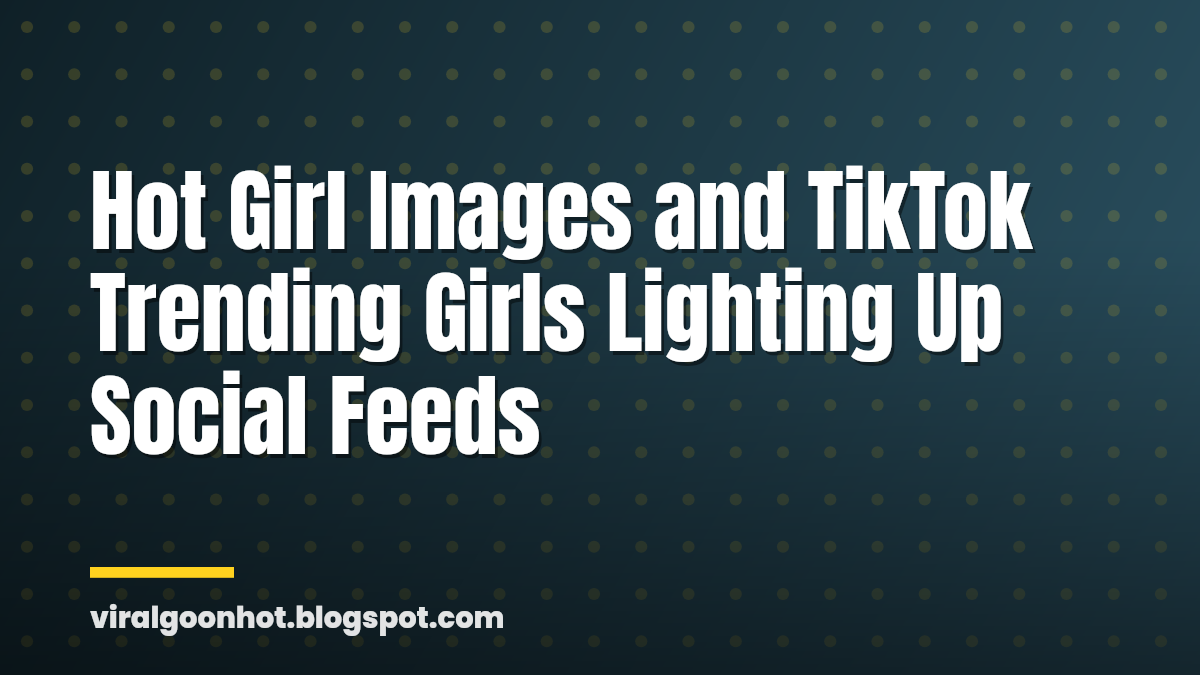 Hot Girl Images and TikTok
Trending Girls Lighting Up
Social Feeds
viralgoonhot.blogspot.com